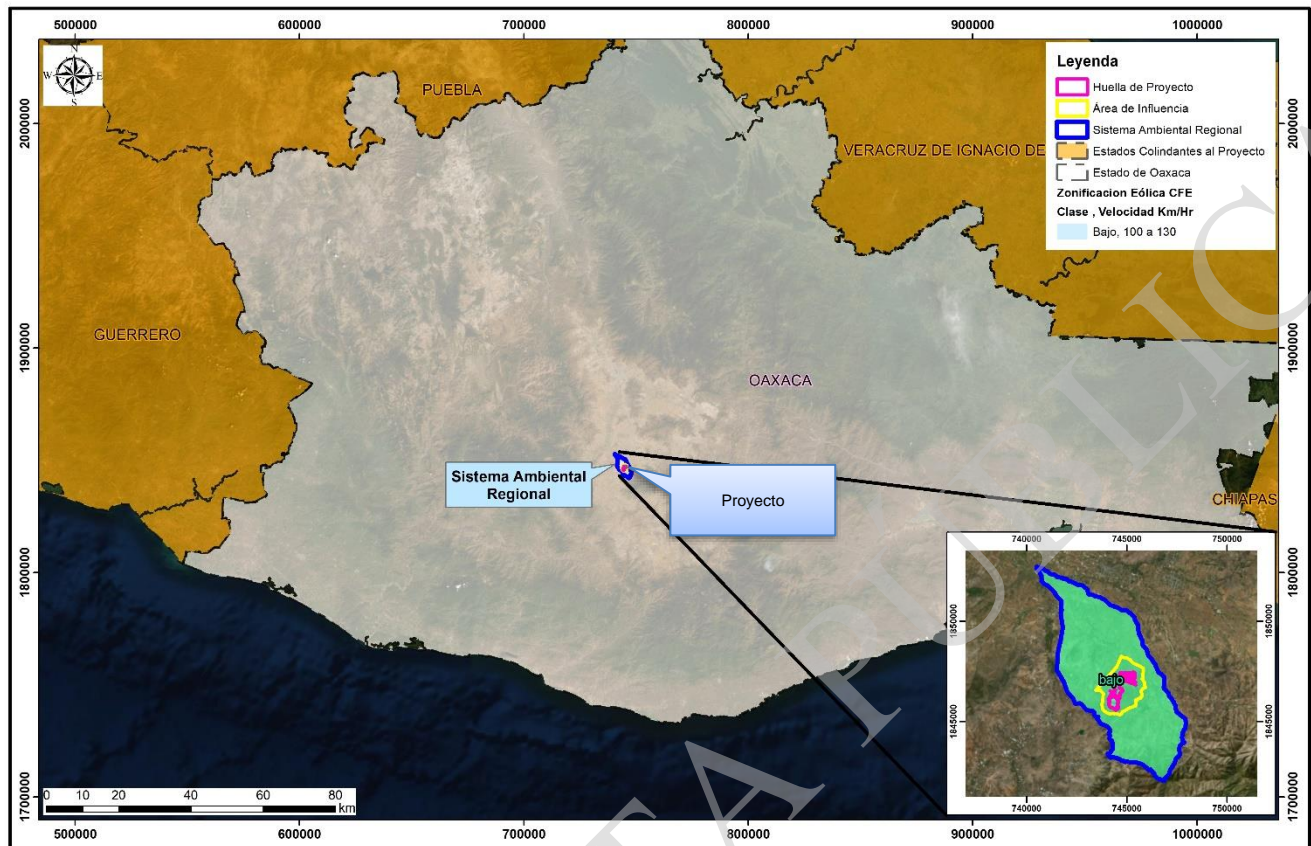 500000 600000 700000 800000 900000 1000000
N
W E
S
PUEBLA
VERACRUZ DE IGNACIO DE
GUERRERO
OAXACA
CHIAPAS
Leyenda
Huella de Proyecto
Área de Influencia
Sistema Ambiental Regional
Estados Colindantes al Proyecto
Estado de Oaxaca
Zonificacion Eólica CFE
Clase , Velocidad Km/Hr
Bajo, 100 a 130
2000000
1900000
1800000
1700000
2000000
1900000
1800000
1700000
Sistema Ambiental
Regional
Proyecto
740000 745000 750000
1850000
1845000
1850000
1845000
bajo
740000 745000 750000
0 10 20 40 60 80
km
500000 600000 700000 800000 900000 1000000